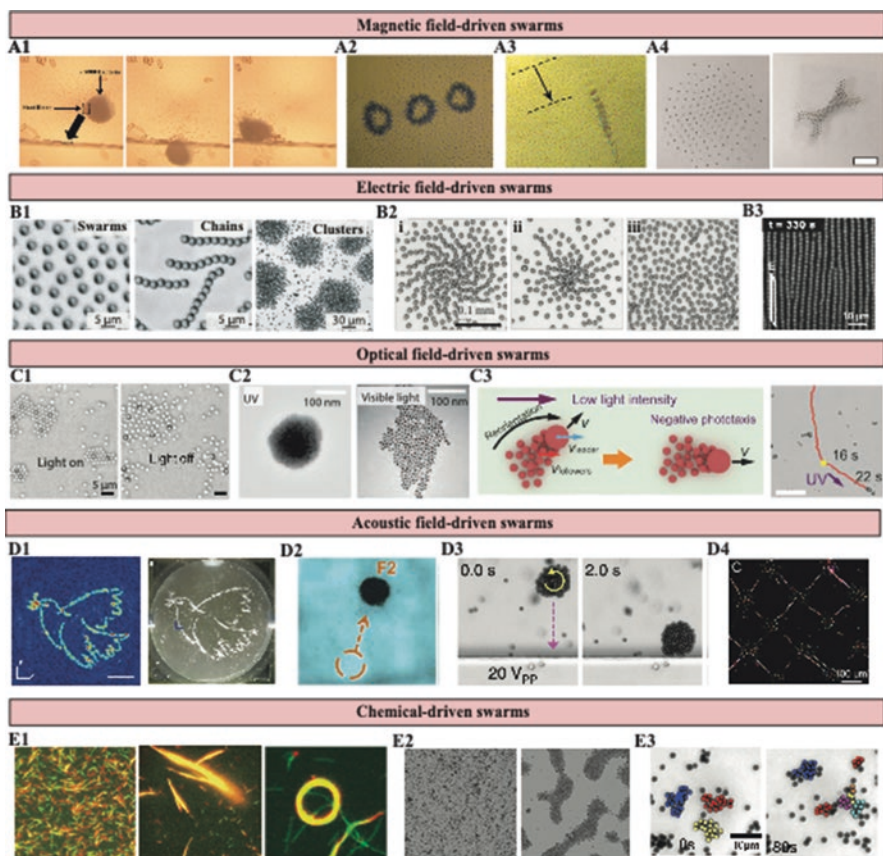 Magnetic field-driven swarms
A1
A2
A3
A4
Electric field-driven swarms
B1
Swarms
Chains
Clusters
5 µm
5 µm
30 µm
B2
i
ii
iii
0.1 mm
B3
t = 330 s
E
10 µm
Optical field-driven swarms
C1
Light on
Light off
5 µm
C2
UV
100 nm
Visible light
100 nm
C3
Low light intensity
Reorientation
V
Negative phototaxis
V
16 s
UV
22 s
Acoustic field-driven swarms
D1
D2
F2
D3
0.0 s
2.0 s
20 VPP
D4
C
100 µm
Chemical-driven swarms
E1
E2
E3
0s
10µm
80s